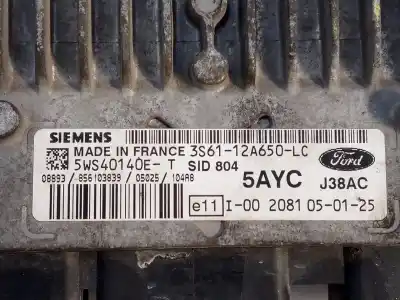 SIEMENS
MADE IN FRANCE 3S61-12A650-LC
5WS40140E- T SID 804
Ford
08893 /856103839 /05025 / 104A8
5AYC J38AC
e11 I-00 2081 05-01-25